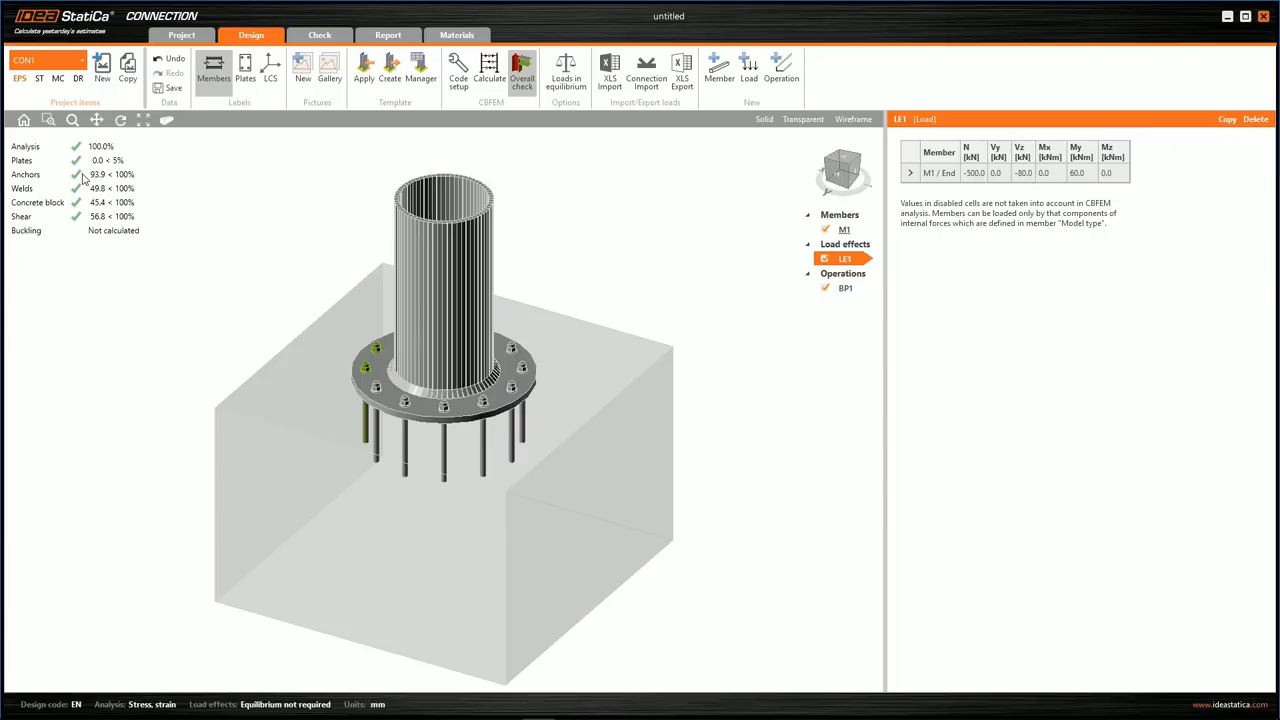 IDEA StatiCa® CONNECTION
Calculate yesterday's estimates
untitled
Project Design Check Report Materials
CON1
EPS ST MC DR
New Copy
Undo
Redo
Save
Members Plates LCS
New Gallery
Apply Create Manager
Code setup Calculate Overall check
Loads in equilibrium
XLS Import Connection Import XLS Export
Member Load Operation
Project items Data Labels Pictures Template CBFEM Options Import/Export loads New
Solid Transparent Wireframe
LE1 [Load] Copy Delete
Analysis 100.0%
Plates 0.0 < 5%
Anchors 93.9 < 100%
Welds 49.8 < 100%
Concrete block 45.4 < 100%
Shear 56.8 < 100%
Buckling Not calculated
Members
M1
Load effects
LE1
Operations
BP1
Member N [kN] Vy [kN] Vz [kN] Mx [kNm] My [kNm] Mz [kNm]
M1 / End -500.0 0.0 -80.0 0.0 60.0 0.0
Values in disabled cells are not taken into account in CBFEM
analysis. Members can be loaded only by that components of
internal forces which are defined in member "Model type".
Design code: EN Analysis: Stress, strain Load effects: Equilibrium not required Units: mm
www.ideastatica.com